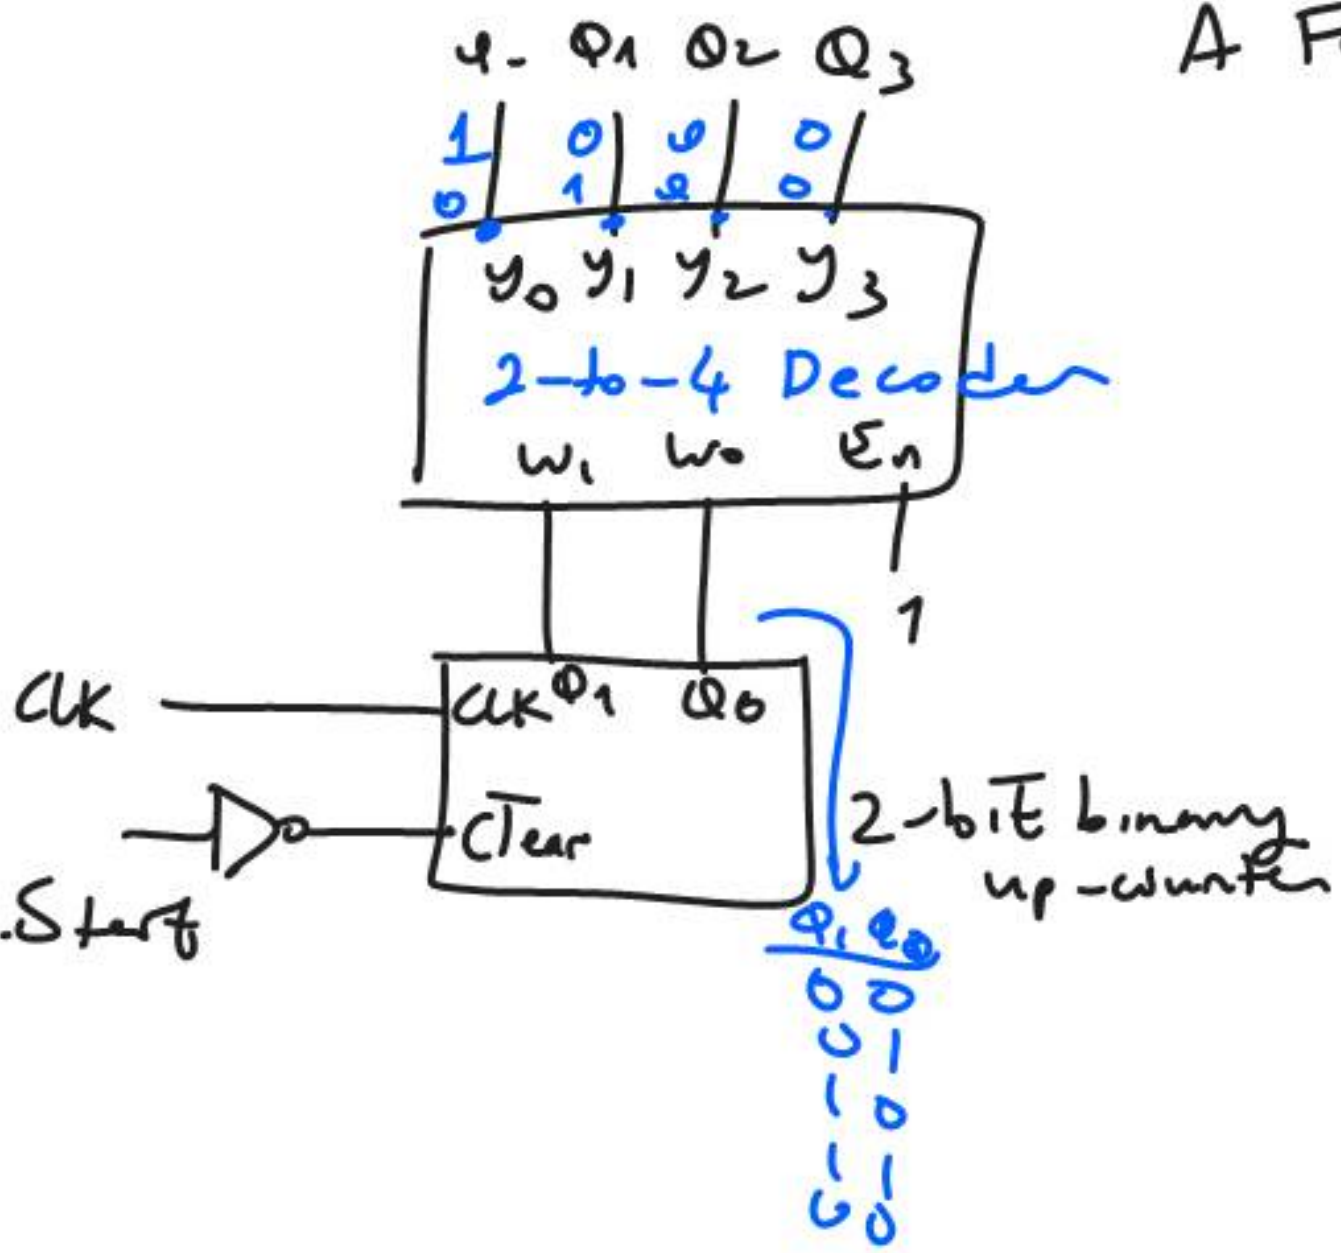 A F
Q1 Q2 Q3
1 0 0 0
0 1 0 0
y0 y1 y2 y3
2-to-4 Decoder
w1 w0 En
1
CLK CLK Q1 Q0
Clear
2-bit binary
up-counter
Start
Q1 Q0
0 0
0 1
1 0
1 1
0 0